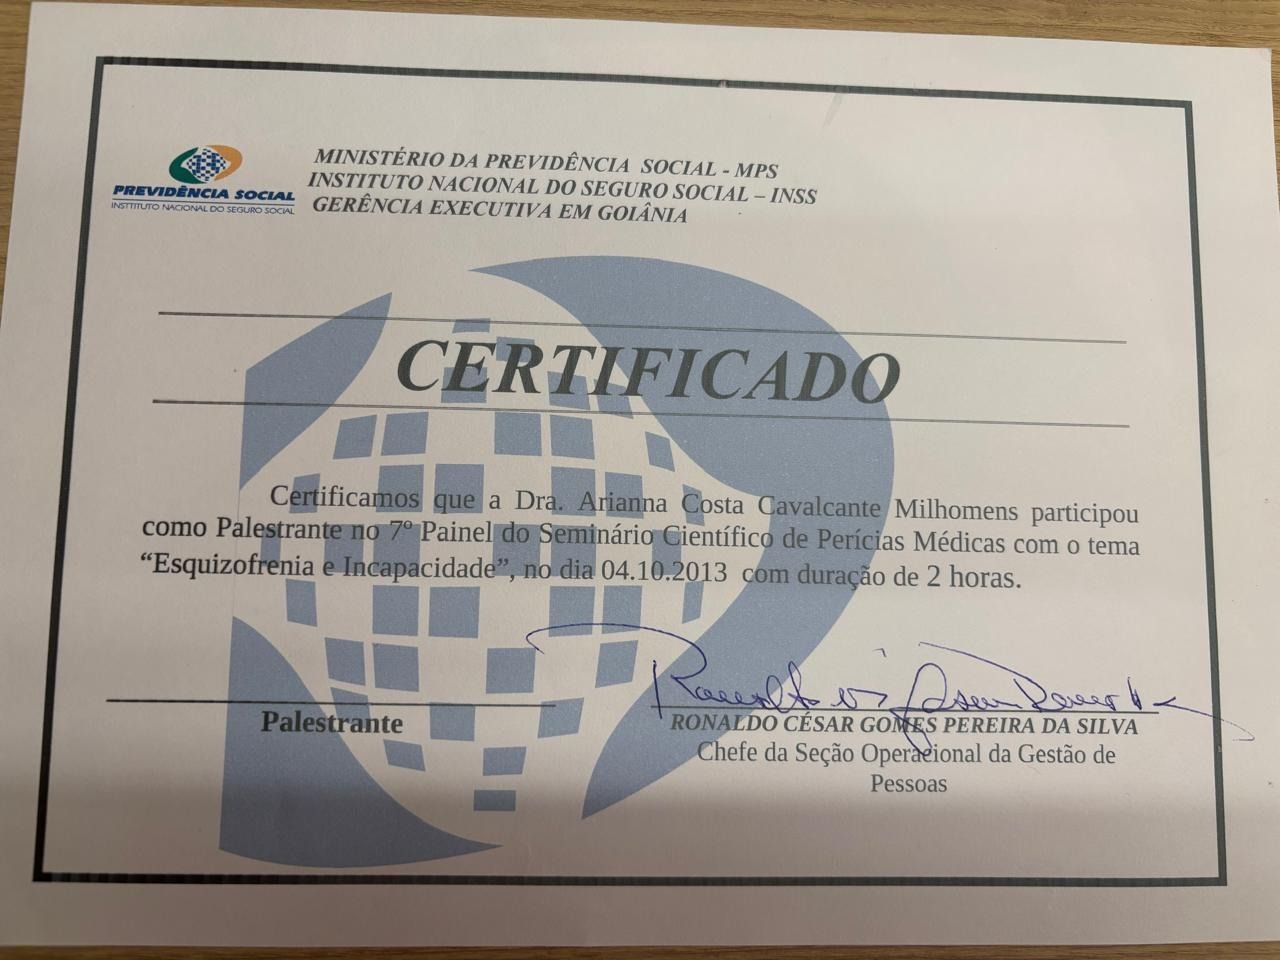 PREVIDÊNCIA SOCIAL
INSTITUTO NACIONAL DO SEGURO SOCIAL
MINISTÉRIO DA PREVIDÊNCIA SOCIAL - MPS
INSTITUTO NACIONAL DO SEGURO SOCIAL – INSS
GERÊNCIA EXECUTIVA EM GOIÂNIA
CERTIFICADO
Certificamos que a Dra. Arianna Costa Cavalcante Milhomens participou
como Palestrante no 7º Painel do Seminário Científico de Perícias Médicas com o tema
“Esquizofrenia e Incapacidade”, no dia 04.10.2013 com duração de 2 horas.
Palestrante
RONALDO CÉSAR GOMES PEREIRA DA SILVA
Chefe da Seção Operacional da Gestão de
Pessoas